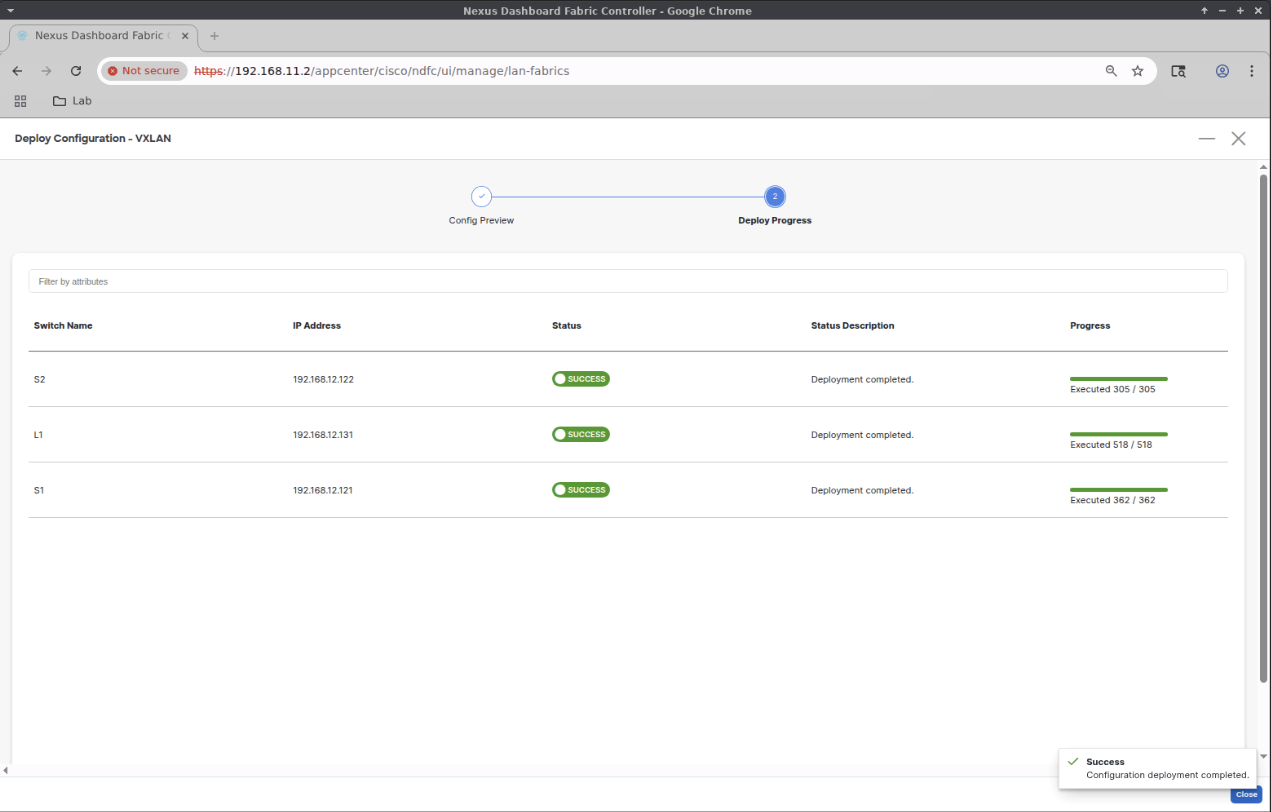 Nexus Dashboard Fabric Controller - Google Chrome
Nexus Dashboard Fabric
Not secure https://192.168.11.2/appcenter/cisco/ndfc/ui/manage/lan-fabrics
Lab
Deploy Configuration - VXLAN
2
Config Preview Deploy Progress
Filter by attributes
Switch Name IP Address Status Status Description Progress
S2 192.168.12.122 SUCCESS Deployment completed. Executed 305 / 305
L1 192.168.12.131 SUCCESS Deployment completed. Executed 518 / 518
S1 192.168.12.121 SUCCESS Deployment completed. Executed 362 / 362
Success
Configuration deployment completed.
Close